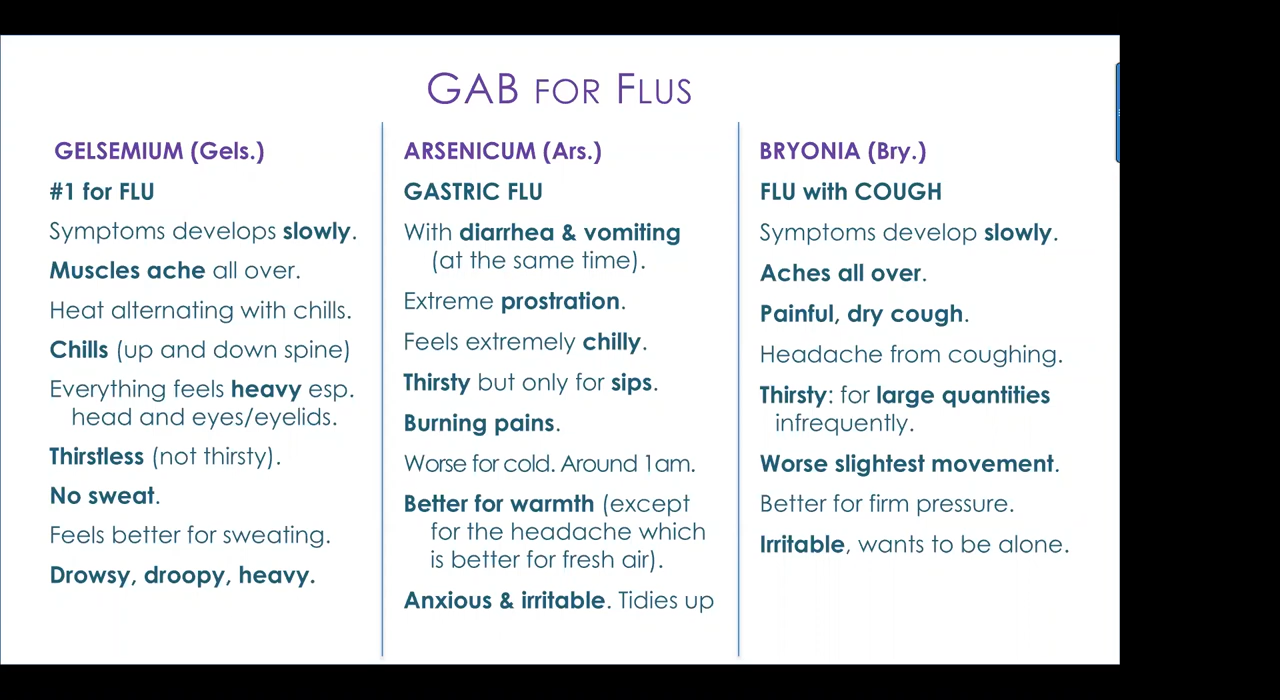 GAB FOR FLUS
GELSEMIUM (Gels.)
#1 for FLU
Symptoms develops slowly.
Muscles ache all over.
Heat alternating with chills.
Chills (up and down spine)
Everything feels heavy esp.
head and eyes/eyelids.
Thirstless (not thirsty).
No sweat.
Feels better for sweating.
Drowsy, droopy, heavy.
ARSENICUM (Ars.)
GASTRIC FLU
With diarrhea & vomiting
(at the same time).
Extreme prostration.
Feels extremely chilly.
Thirsty but only for sips.
Burning pains.
Worse for cold. Around 1am.
Better for warmth (except
for the headache which
is better for fresh air).
Anxious & irritable. Tidies up
BRYONIA (Bry.)
FLU with COUGH
Symptoms develop slowly.
Aches all over.
Painful, dry cough.
Headache from coughing.
Thirsty: for large quantities
infrequently.
Worse slightest movement.
Better for firm pressure.
Irritable, wants to be alone.